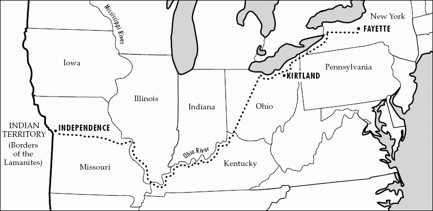 Mississippi River
New York
FAYETTE
Iowa
Pennsylvania
KIRTLAND
Illinois
Indiana
Ohio
INDIAN
TERRITORY
(Borders
of the
Lamanites)
INDEPENDENCE
Ohio River
Missouri
Kentucky